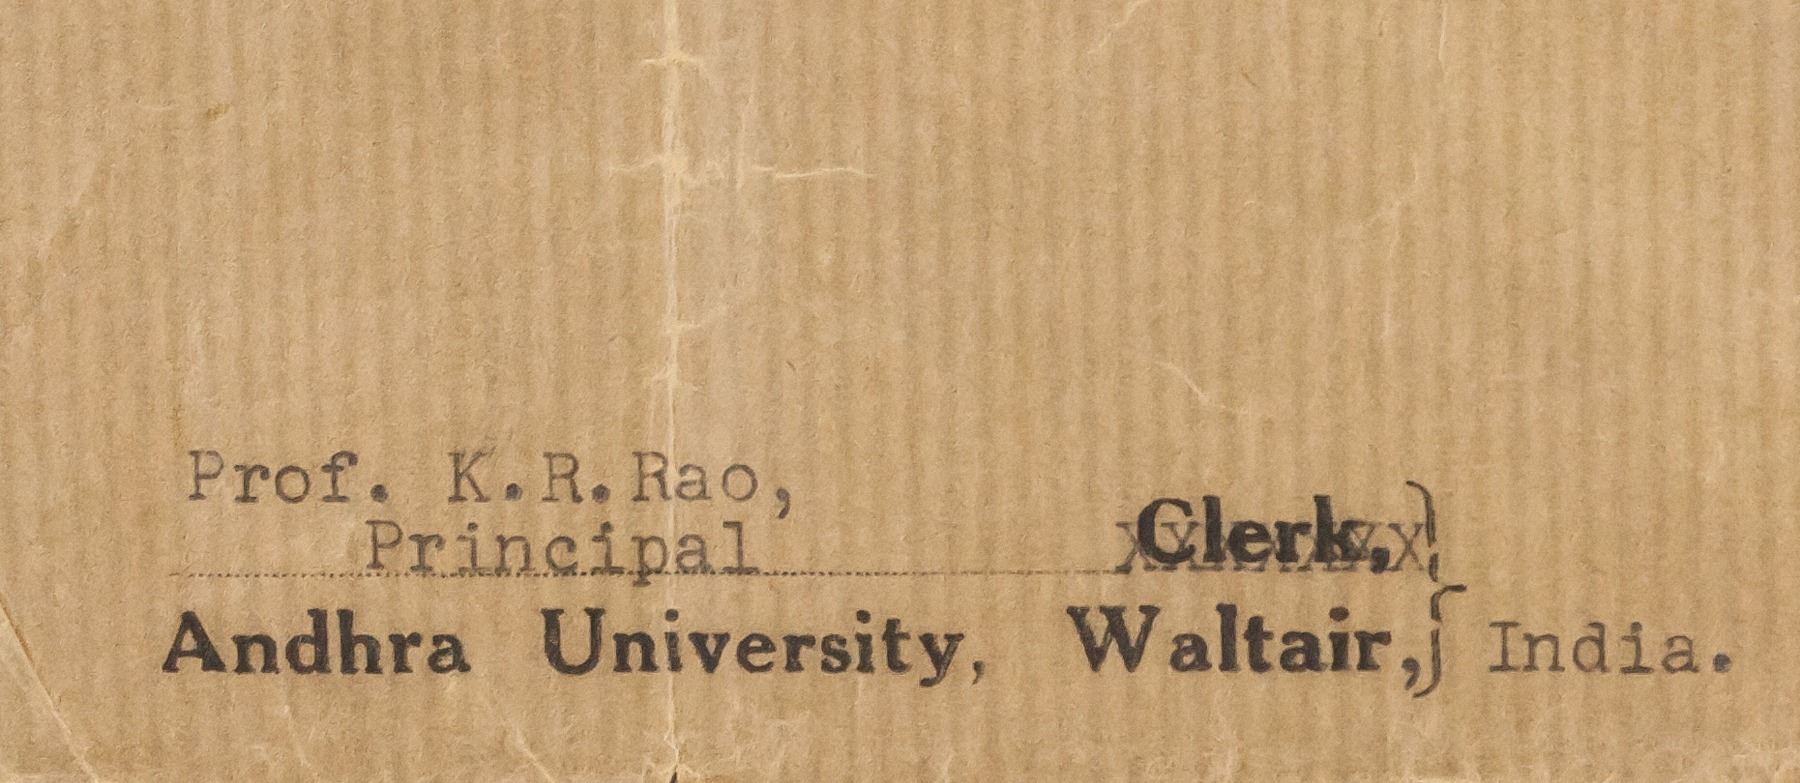 Prof. K.R.Rao,
Principal Clerk,
Andhra University, Waltair, India.